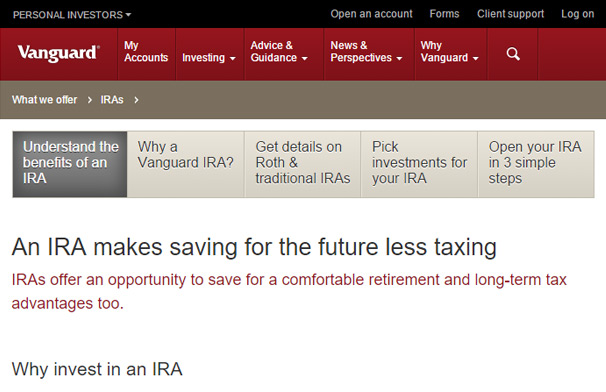 PERSONAL INVESTORS
Open an account Forms Client support Log on
Vanguard®
My
Accounts
Investing
Advice &
Guidance
News &
Perspectives
Why
Vanguard
What we offer > IRAs >
Understand the
benefits of an
IRA
Why a
Vanguard IRA?
Get details on
Roth &
traditional IRAs
Pick
investments for
your IRA
Open your IRA
in 3 simple
steps
An IRA makes saving for the future less taxing
IRAs offer an opportunity to save for a comfortable retirement and long-term tax
advantages too.
Why invest in an IRA